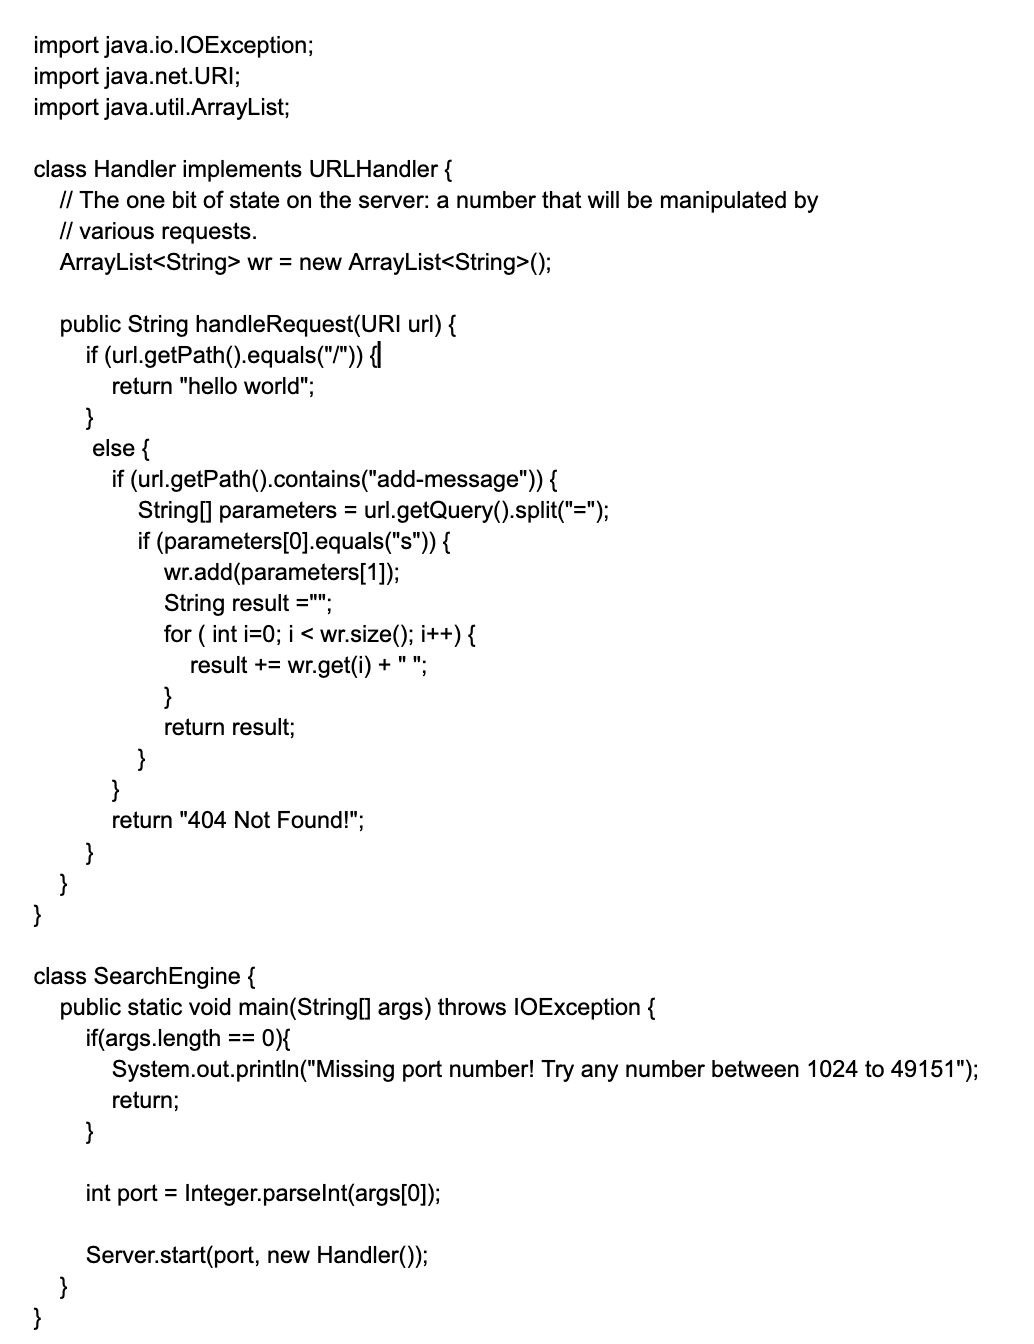 import java.io.IOException;
import java.net.URI;
import java.util.ArrayList;

class Handler implements URLHandler {
    // The one bit of state on the server: a number that will be manipulated by
    // various requests.
    ArrayList<String> wr = new ArrayList<String>();

    public String handleRequest(URI url) {
        if (url.getPath().equals("/")) {
            return "hello world";
        }
         else {
            if (url.getPath().contains("add-message")) {
                String[] parameters = url.getQuery().split("=");
                if (parameters[0].equals("s")) {
                    wr.add(parameters[1]);
                    String result ="";
                    for ( int i=0; i < wr.size(); i++) {
                        result += wr.get(i) + " ";
                    }
                    return result;
                }
            }
            return "404 Not Found!";
        }
    }
}

class SearchEngine {
    public static void main(String[] args) throws IOException {
        if(args.length == 0){
            System.out.println("Missing port number! Try any number between 1024 to 49151");
            return;
        }

        int port = Integer.parseInt(args[0]);

        Server.start(port, new Handler());
    }
}